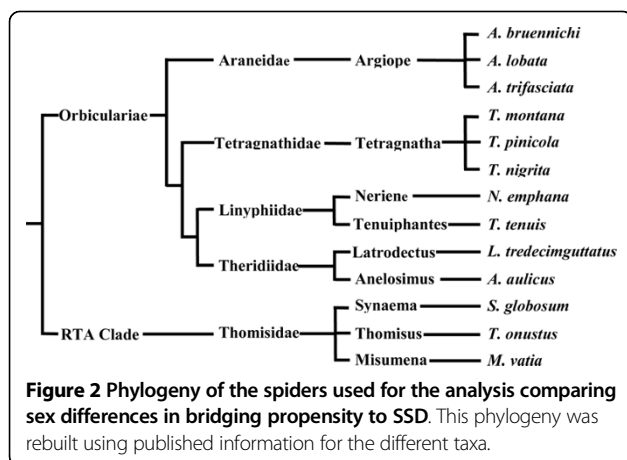 A. bruennichi
Araneidae Argiope A. lobata
A. trifasciata
Orbiculariae
T. montana
Tetragnathidae Tetragnatha T. pinicola
T. nigrita
Neriene N. emphana
Linyphiidae
Tenuiphantes T. tenuis
Latrodectus L. tredecimguttatus
Theridiidae
Anelosimus A. aulicus
Synaema S. globosum
RTA Clade Thomisidae Thomisus T. onustus
Misumena M. vatia
Figure 2 Phylogeny of the spiders used for the analysis comparing
sex differences in bridging propensity to SSD. This phylogeny was
rebuilt using published information for the different taxa.